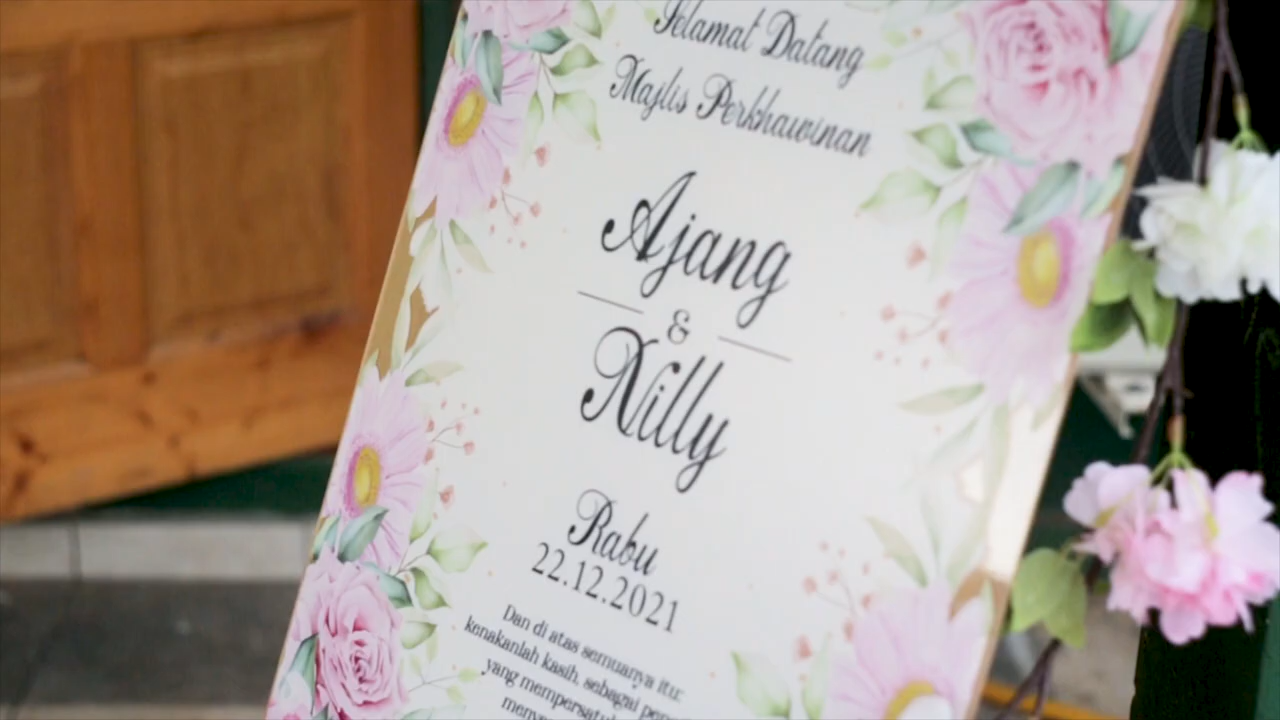 Selamat Datang
Majlis Perkhawinan
Ajang
&
Nilly
Rabu
22.12.2021
Dan di atas semuanya itu:
kenakanlah kasih, sebagai
yang